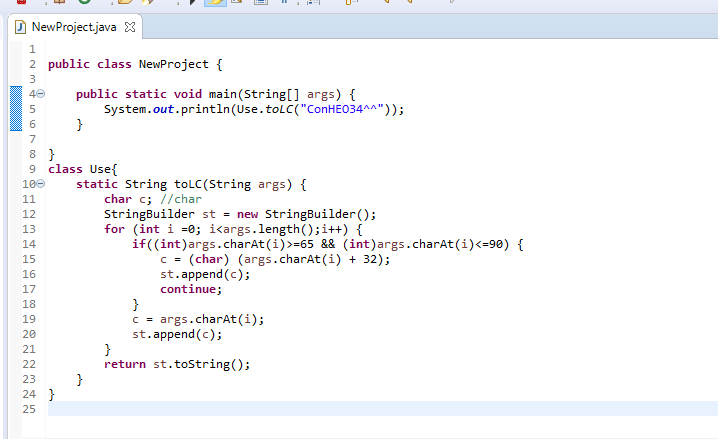 NewProject.java
1
2 public class NewProject {
3
4 public static void main(String[] args) {
5 System.out.println(Use.toLC("ConHEO34^^"));
6 }
7
8 }
9 class Use{
10 static String toLC(String args) {
11 char c; //char
12 StringBuilder st = new StringBuilder();
13 for (int i =0; i<args.length();i++) {
14 if((int)args.charAt(i)>=65 && (int)args.charAt(i)<=90) {
15 c = (char) (args.charAt(i) + 32);
16 st.append(c);
17 continue;
18 }
19 c = args.charAt(i);
20 st.append(c);
21 }
22 return st.toString();
23 }
24 }
25